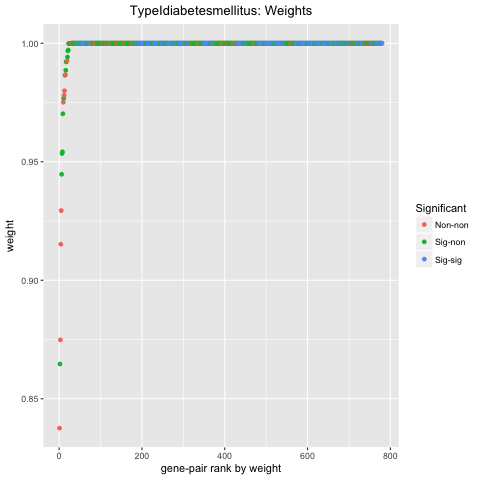 TypeIdiabetesmellitus: Weights
1.00
0.95
0.90
0.85
weight
0 200 400 600 800
gene-pair rank by weight
Significant
Non-non
Sig-non
Sig-sig